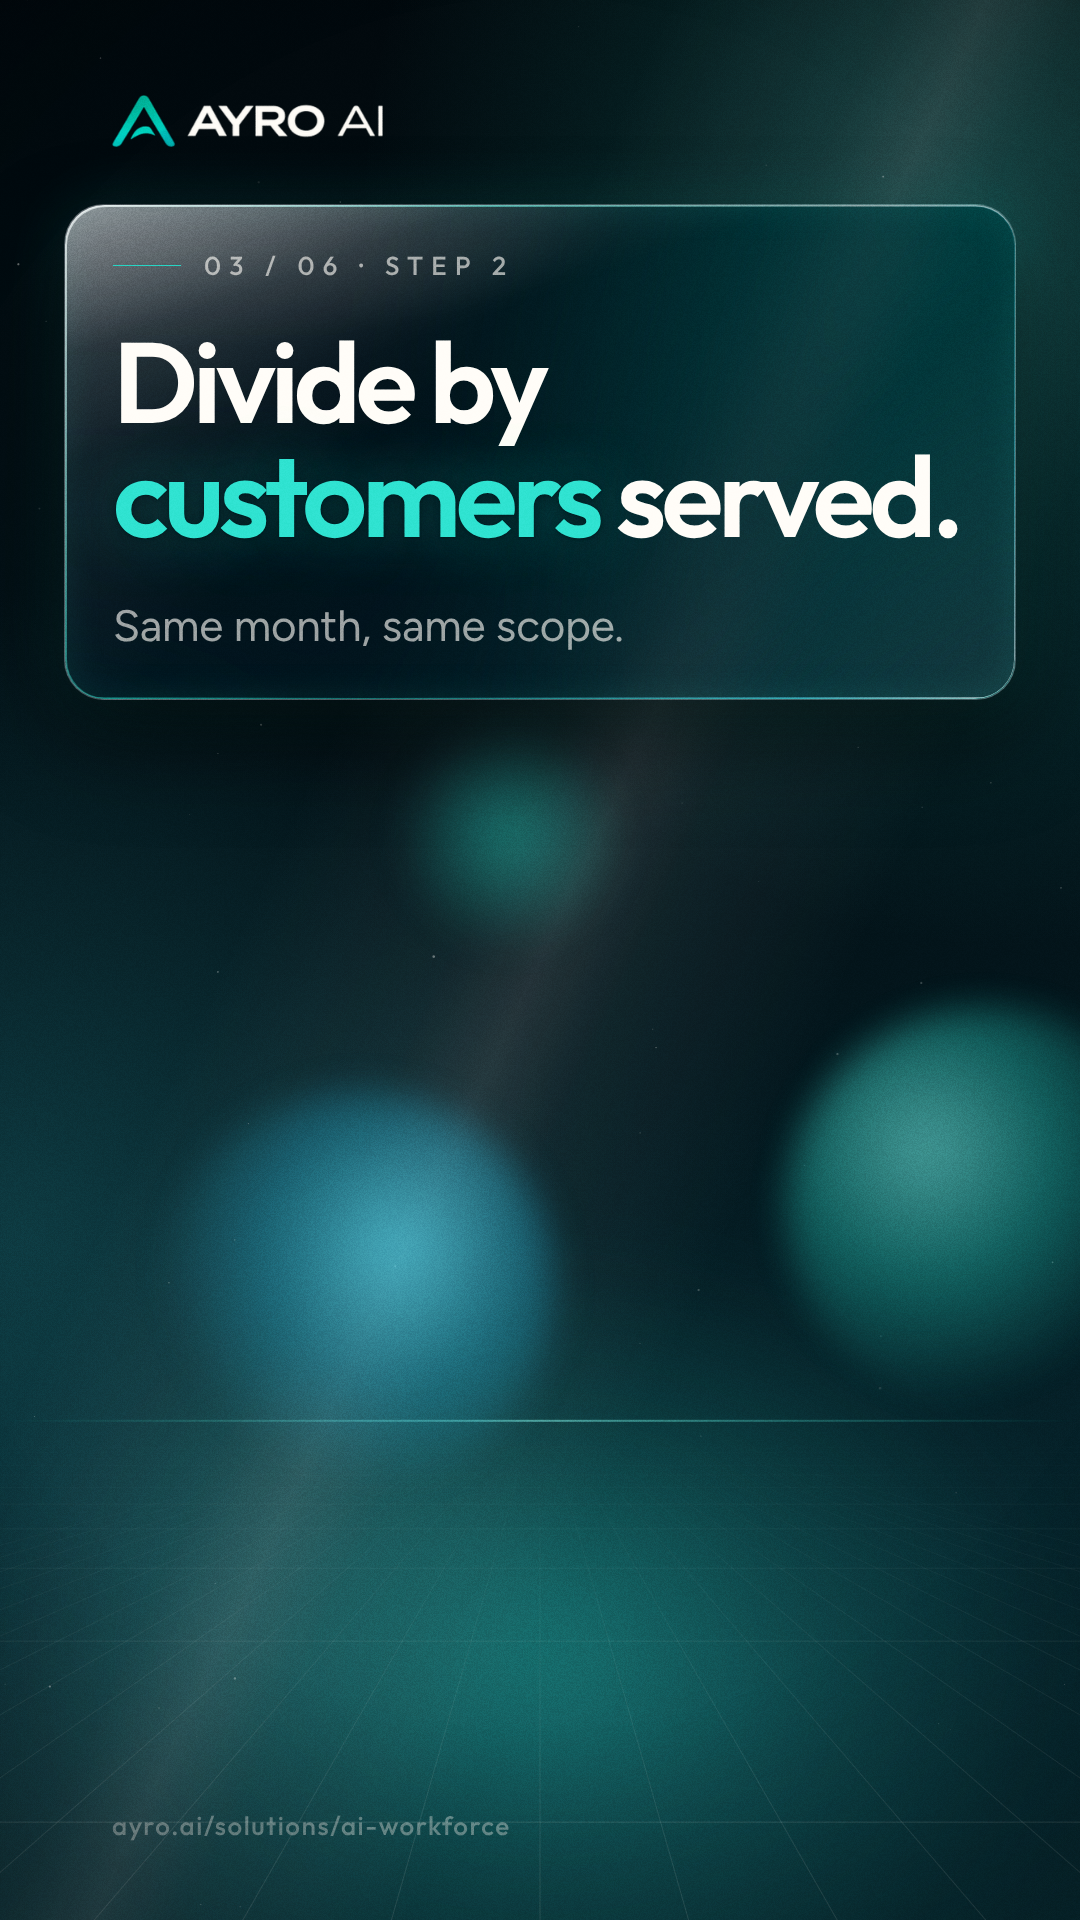 AYRO AI
03 / 06 · STEP 2
Divide by
customers served.
Same month, same scope.
ayro.ai/solutions/ai-workforce